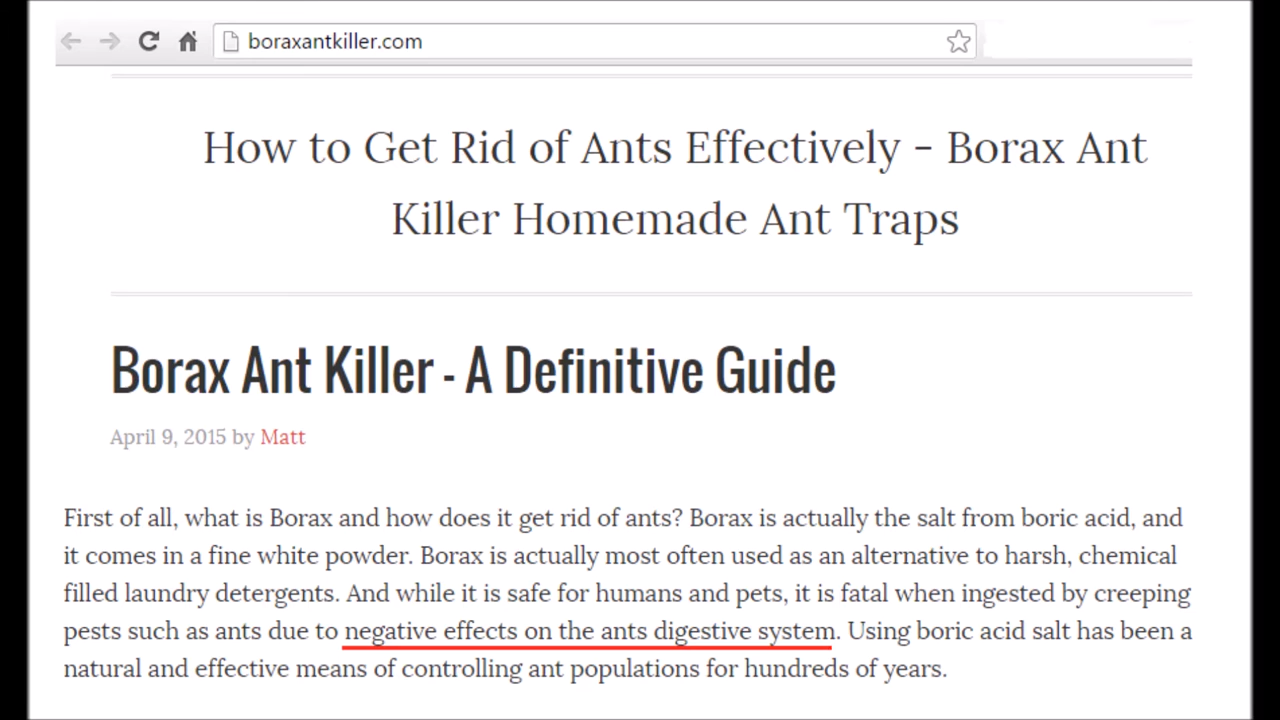 boraxantkiller.com
How to Get Rid of Ants Effectively - Borax Ant
Killer Homemade Ant Traps
Borax Ant Killer - A Definitive Guide
April 9, 2015 by Matt
First of all, what is Borax and how does it get rid of ants? Borax is actually the salt from boric acid, and
it comes in a fine white powder. Borax is actually most often used as an alternative to harsh, chemical
filled laundry detergents. And while it is safe for humans and pets, it is fatal when ingested by creeping
pests such as ants due to negative effects on the ants digestive system. Using boric acid salt has been a
natural and effective means of controlling ant populations for hundreds of years.